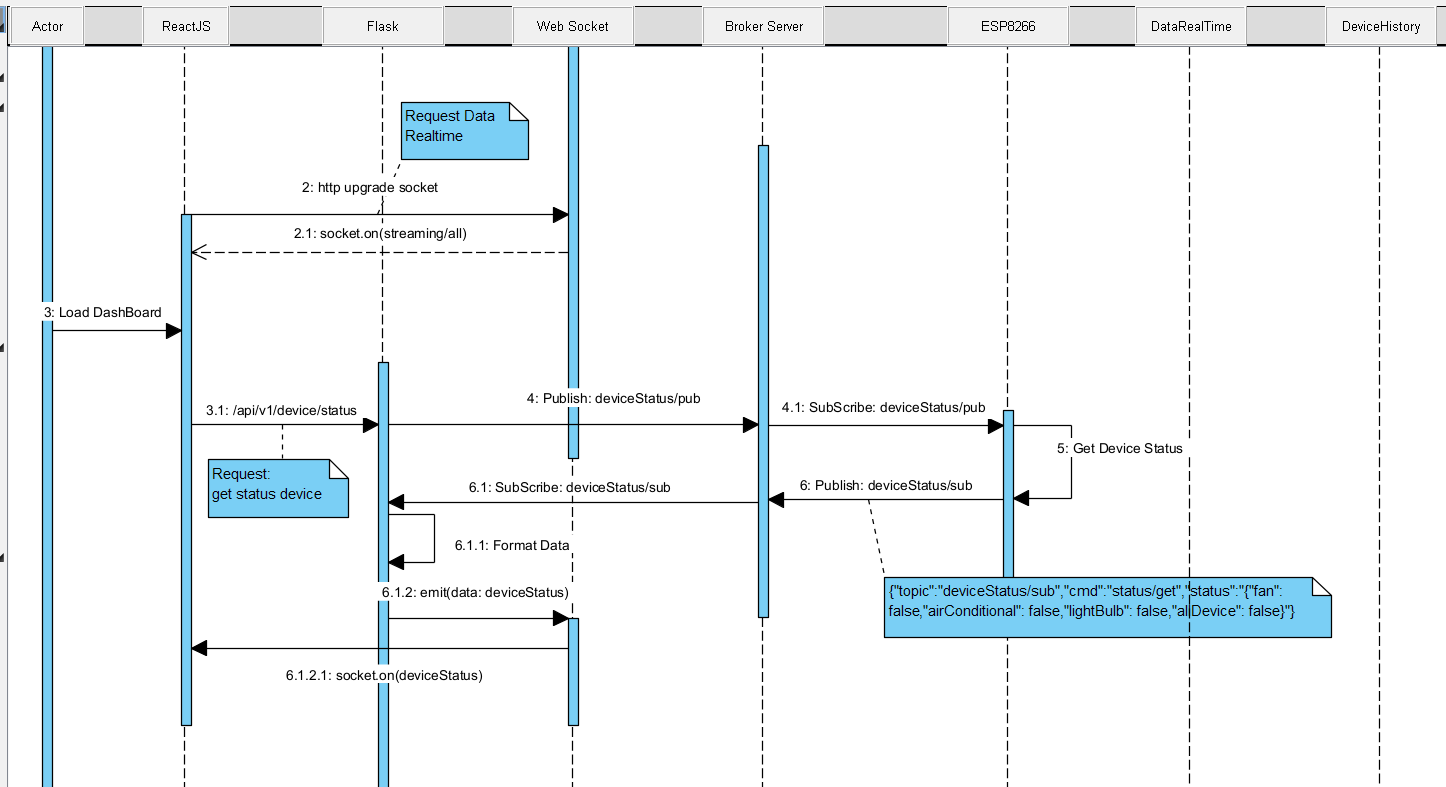 Actor
ReactJS
Flask
Web Socket
Broker Server
ESP8266
DataRealTime
DeviceHistory
Request Data
Realtime
2: http upgrade socket
2.1: socket.on(streaming/all)
3: Load DashBoard
3.1: /api/v1/device/status
4: Publish: deviceStatus/pub
4.1: SubScribe: deviceStatus/pub
5: Get Device Status
Request:
get status device
6.1: SubScribe: deviceStatus/sub
6: Publish: deviceStatus/sub
6.1.1: Format Data
6.1.2: emit(data: deviceStatus)
{"topic":"deviceStatus/sub","cmd":"status/get","status":"{"fan":
false,"airConditional": false,"lightBulb": false,"allDevice": false}"}
6.1.2.1: socket.on(deviceStatus)